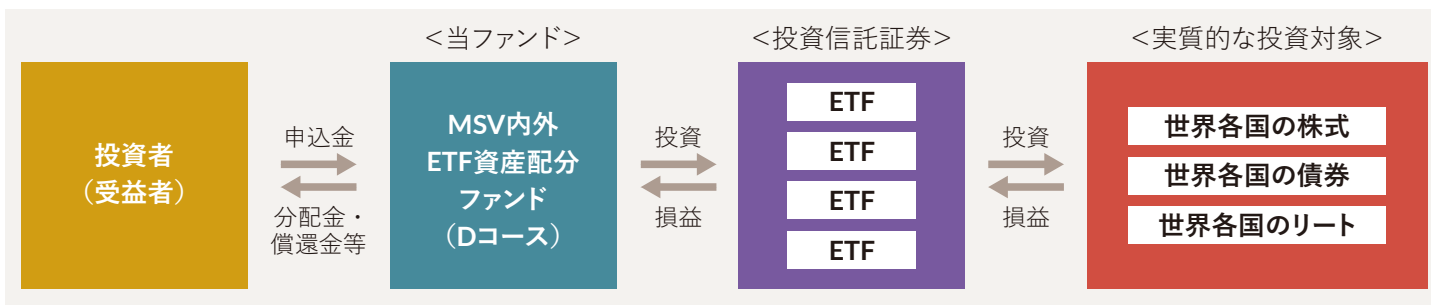 ＜当ファンド＞
＜投資信託証券＞
＜実質的な投資対象＞
投資者
（受益者）
申込金
分配金・
償還金等
MSV内外
ETF資産配分
ファンド
（Dコース）
投資
損益
ETF
ETF
ETF
ETF
投資
損益
世界各国の株式
世界各国の債券
世界各国のリート